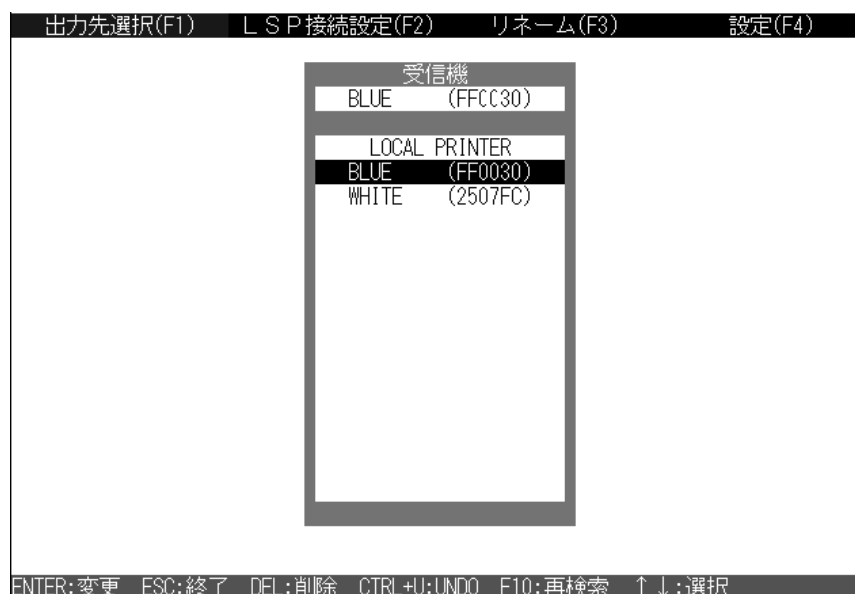 出力先選択(F1) ＬＳＰ接続設定(F2) リネーム(F3) 設定(F4)
受信機
BLUE (FFCC30)
LOCAL PRINTER
BLUE (FF0030)
WHITE (2507FC)
ENTER:変更 ESC:終了 DEL:削除 CTRL+U:UNDO F10:再検索 ↑↓:選択